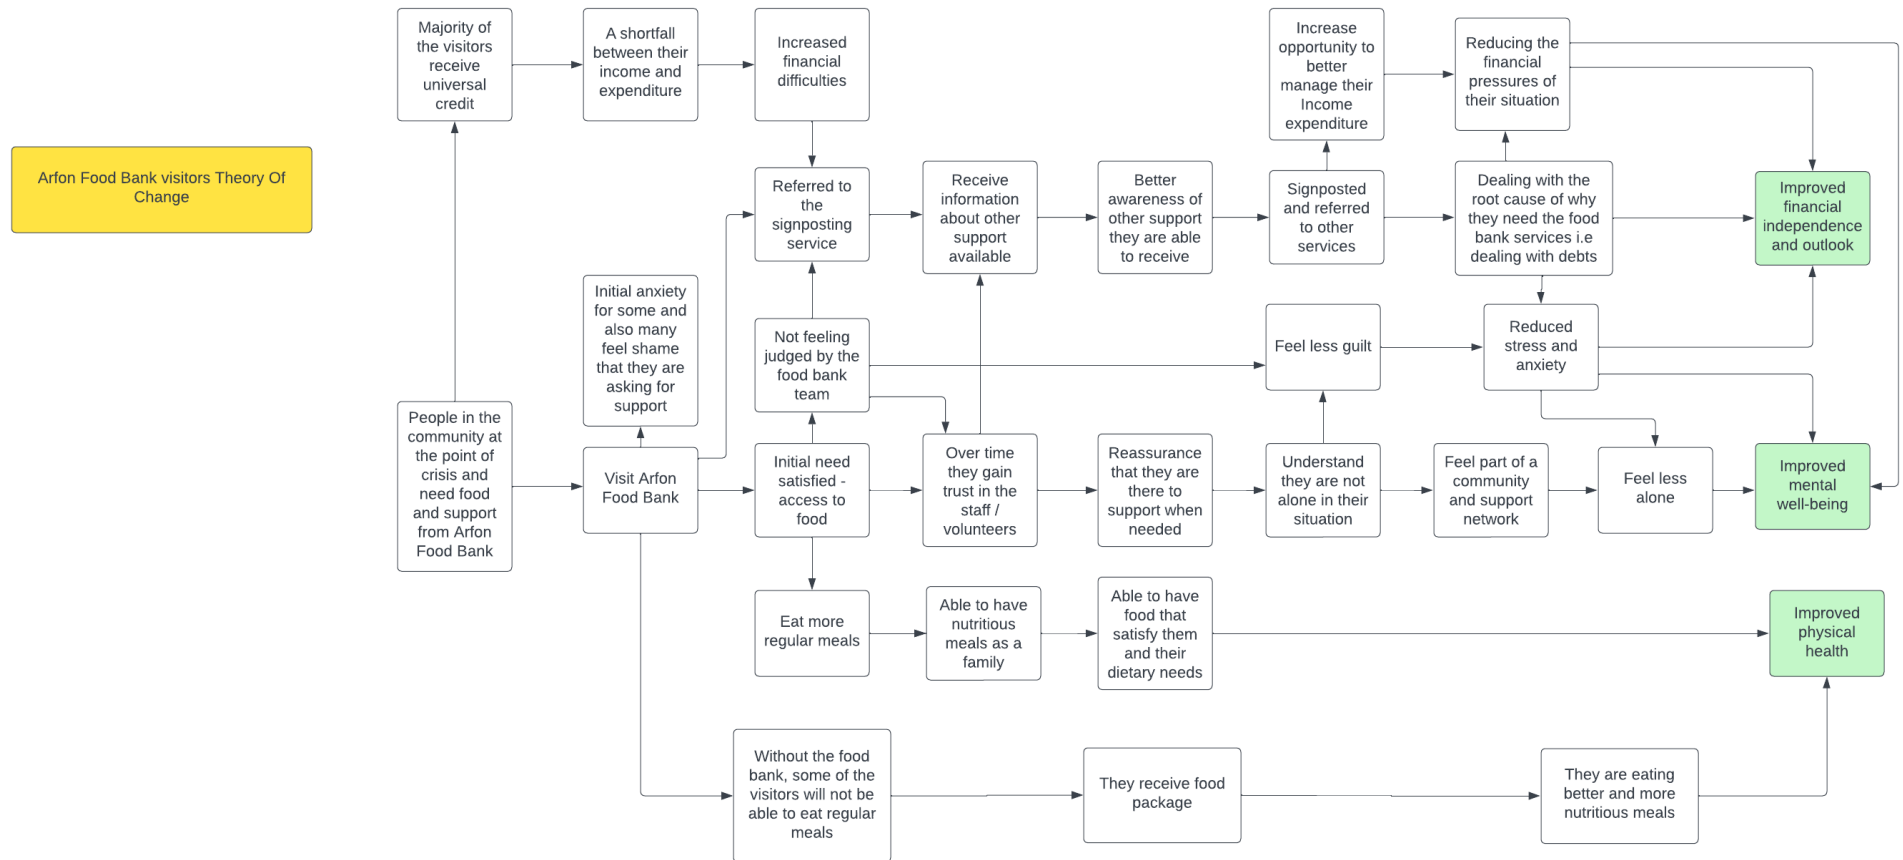 Majority of
the visitors
receive
universal
credit
A shortfall
between their
income and
expenditure
Increased
financial
difficulties
Increase
opportunity to
better
manage their
Income
expenditure
Reducing the
financial
pressures of
their situation
Arfon Food Bank visitors Theory Of
Change
Referred to
the
signposting
service
Receive
information
about other
support
available
Better
awareness of
other support
they are able
to receive
Signposted
and referred
to other
services
Dealing with the
root cause of why
they need the food
bank services i.e
dealing with debts
Improved
financial
independence
and outlook
Initial anxiety
for some and
also many
feel shame
that they are
asking for
support
Not feeling
judged by the
food bank
team
Feel less guilt
Reduced
stress and
anxiety
People in the
community at
the point of
crisis and
need food
and support
from Arfon
Food Bank
Visit Arfon
Food Bank
Initial need
satisfied -
access to
food
Over time
they gain
trust in the
staff /
volunteers
Reassurance
that they are
there to
support when
needed
Understand
they are not
alone in their
situation
Feel part of a
community
and support
network
Feel less
alone
Improved
mental
well-being
Eat more
regular meals
Able to have
nutritious
meals as a
family
Able to have
food that
satisfy them
and their
dietary needs
Improved
physical
health
Without the food
bank, some of the
visitors will not be
able to eat regular
meals
They receive food
package
They are eating
better and more
nutritious meals